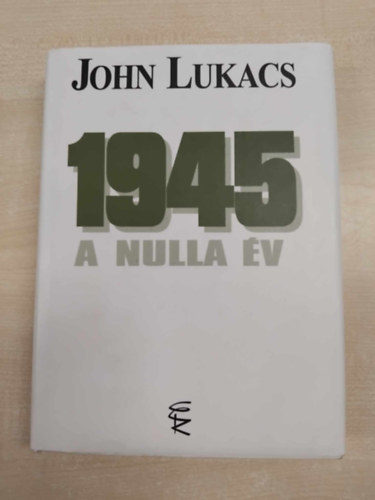 JOHN LUKACS
1945
A NULLA ÉV